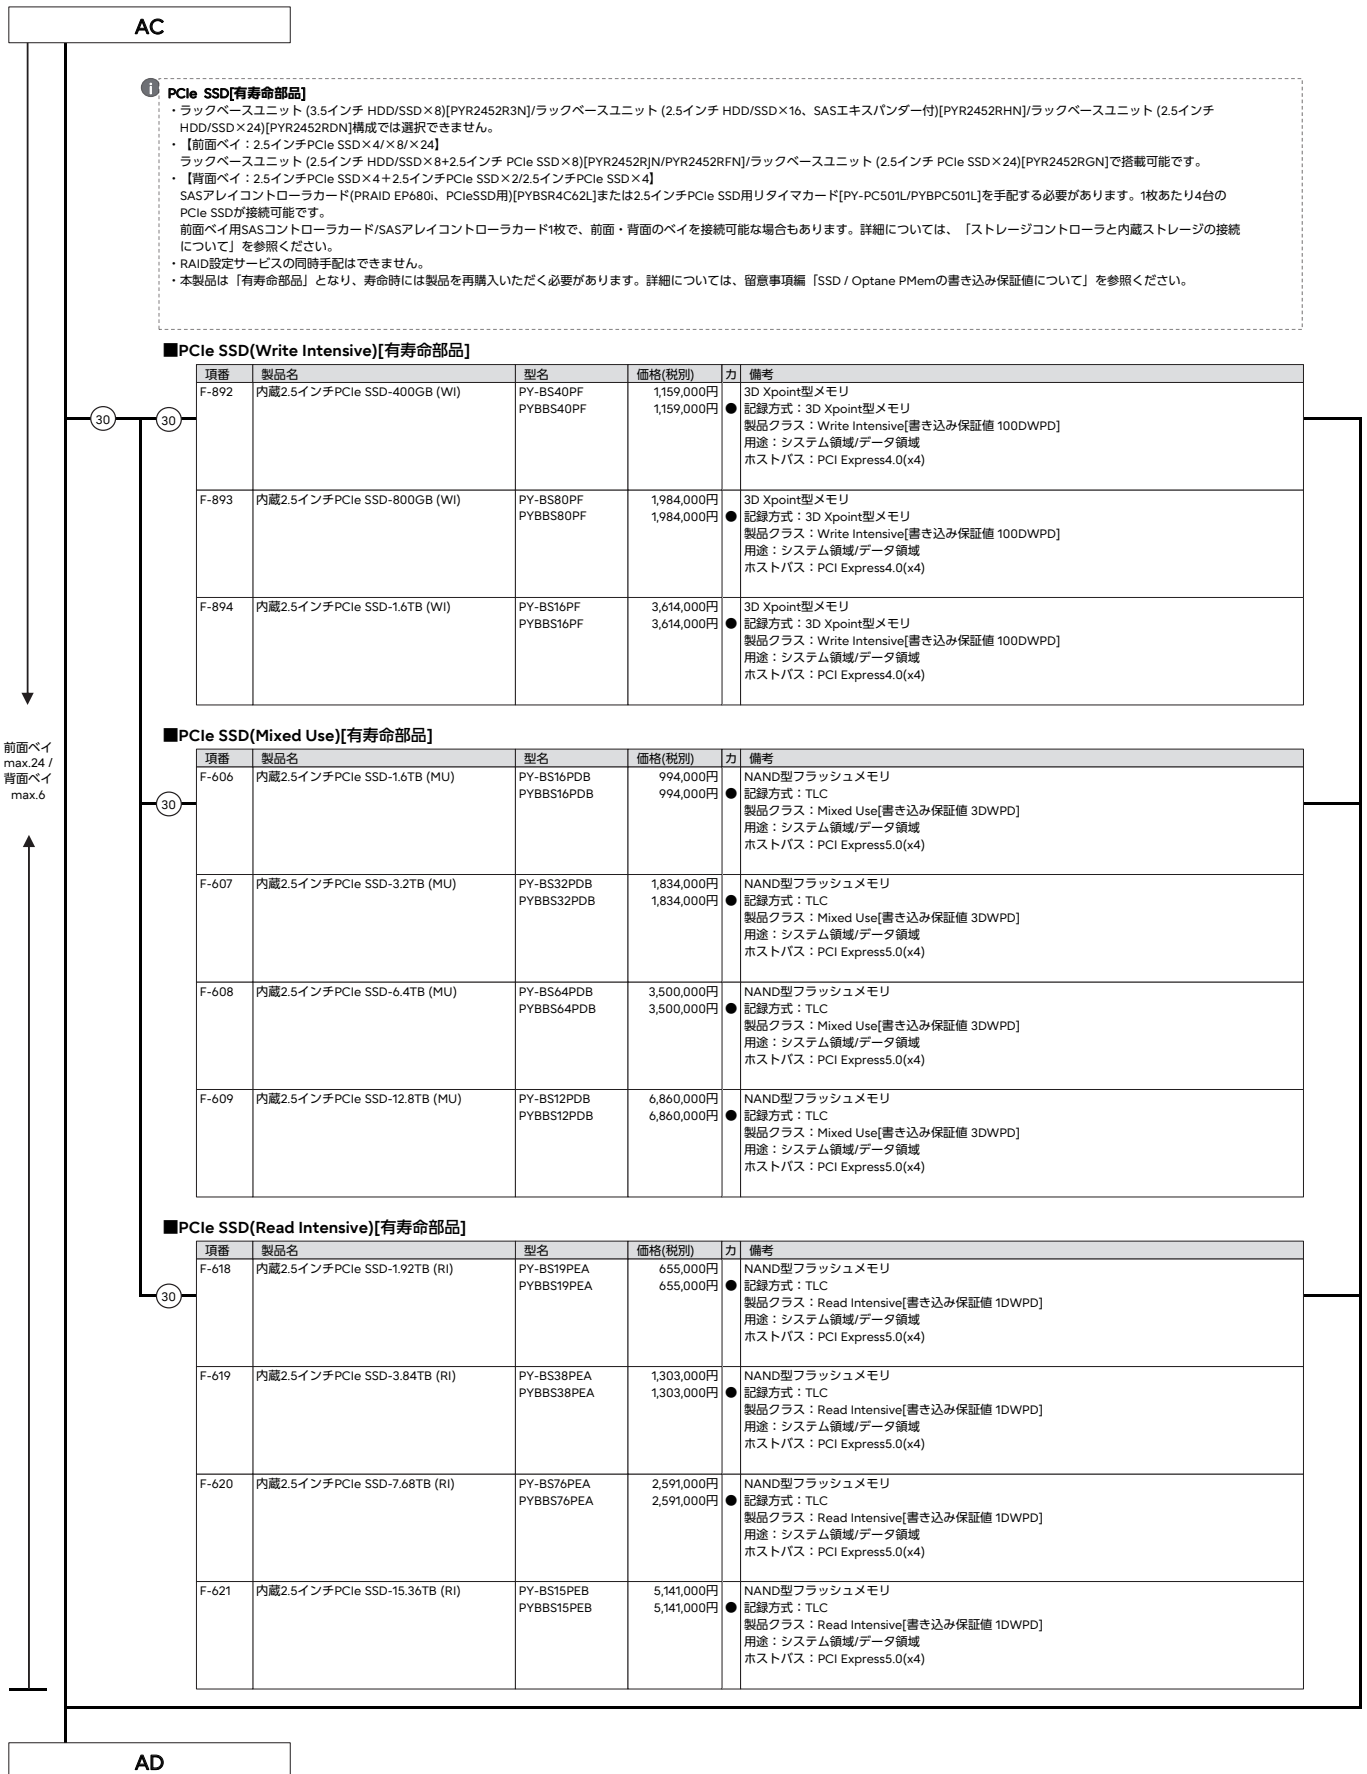 AC
PCIe SSD[有寿命部品]
・ラックベースユニット (3.5インチ HDD/SSD×8)[PYR2452R3N]/ラックベースユニット (2.5インチ HDD/SSD×16、SASエキスパンダー付)[PYR2452RHN]/ラックベースユニット (2.5インチ
HDD/SSD×24)[PYR2452RDN]構成では選択できません。
・【前面ベイ：2.5インチPCIe SSD×4/×8/×24】
ラックベースユニット (2.5インチ HDD/SSD×8+2.5インチ PCIe SSD×8)[PYR2452RJN/PYR2452RFN]/ラックベースユニット (2.5インチ PCIe SSD×24)[PYR2452RGN]で搭載可能です。
・【背面ベイ：2.5インチPCIe SSD×4＋2.5インチPCIe SSD×2/2.5インチPCIe SSD×4】
SASアレイコントローラカード(PRAID EP680i、PCIeSSD用)[PYBSR4C62L]または2.5インチPCIe SSD用リタイマカード[PY-PC501L/PYBPC501L]を手配する必要があります。1枚あたり4台の
PCIe SSDが接続可能です。
前面ベイ用SASコントローラカード/SASアレイコントローラカード1枚で、前面・背面のベイを接続可能な場合もあります。詳細については、「ストレージコントローラと内蔵ストレージの接続
について」を参照ください。
・RAID設定サービスの同時手配はできません。
・本製品は「有寿命部品」となり、寿命時には製品を再購入いただく必要があります。詳細については、留意事項編「SSD / Optane PMemの書き込み保証値について」を参照ください。
■PCIe SSD(Write Intensive)[有寿命部品]
項番 製品名 型名 価格(税別) カ 備考
F-892 内蔵2.5インチPCIe SSD-400GB (WI) PY-BS40PF 1,159,000円 3D Xpoint型メモリ
PYBBS40PF 1,159,000円 ● 記録方式：3D Xpoint型メモリ
製品クラス：Write Intensive[書き込み保証値 100DWPD]
用途：システム領域/データ領域
ホストバス：PCI Express4.0(x4)
F-893 内蔵2.5インチPCIe SSD-800GB (WI) PY-BS80PF 1,984,000円 3D Xpoint型メモリ
PYBBS80PF 1,984,000円 ● 記録方式：3D Xpoint型メモリ
製品クラス：Write Intensive[書き込み保証値 100DWPD]
用途：システム領域/データ領域
ホストバス：PCI Express4.0(x4)
F-894 内蔵2.5インチPCIe SSD-1.6TB (WI) PY-BS16PF 3,614,000円 3D Xpoint型メモリ
PYBBS16PF 3,614,000円 ● 記録方式：3D Xpoint型メモリ
製品クラス：Write Intensive[書き込み保証値 100DWPD]
用途：システム領域/データ領域
ホストバス：PCI Express4.0(x4)
30
30
前面ベイ
max.24 /
背面ベイ
max.6
■PCIe SSD(Mixed Use)[有寿命部品]
項番 製品名 型名 価格(税別) カ 備考
F-606 内蔵2.5インチPCIe SSD-1.6TB (MU) PY-BS16PDB 994,000円 NAND型フラッシュメモリ
PYBBS16PDB 994,000円 ● 記録方式：TLC
製品クラス：Mixed Use[書き込み保証値 3DWPD]
用途：システム領域/データ領域
ホストバス：PCI Express5.0(x4)
30
F-607 内蔵2.5インチPCIe SSD-3.2TB (MU) PY-BS32PDB 1,834,000円 NAND型フラッシュメモリ
PYBBS32PDB 1,834,000円 ● 記録方式：TLC
製品クラス：Mixed Use[書き込み保証値 3DWPD]
用途：システム領域/データ領域
ホストバス：PCI Express5.0(x4)
F-608 内蔵2.5インチPCIe SSD-6.4TB (MU) PY-BS64PDB 3,500,000円 NAND型フラッシュメモリ
PYBBS64PDB 3,500,000円 ● 記録方式：TLC
製品クラス：Mixed Use[書き込み保証値 3DWPD]
用途：システム領域/データ領域
ホストバス：PCI Express5.0(x4)
F-609 内蔵2.5インチPCIe SSD-12.8TB (MU) PY-BS12PDB 6,860,000円 NAND型フラッシュメモリ
PYBBS12PDB 6,860,000円 ● 記録方式：TLC
製品クラス：Mixed Use[書き込み保証値 3DWPD]
用途：システム領域/データ領域
ホストバス：PCI Express5.0(x4)
■PCIe SSD(Read Intensive)[有寿命部品]
項番 製品名 型名 価格(税別) カ 備考
F-618 内蔵2.5インチPCIe SSD-1.92TB (RI) PY-BS19PEA 655,000円 NAND型フラッシュメモリ
PYBBS19PEA 655,000円 ● 記録方式：TLC
製品クラス：Read Intensive[書き込み保証値 1DWPD]
用途：システム領域/データ領域
ホストバス：PCI Express5.0(x4)
30
F-619 内蔵2.5インチPCIe SSD-3.84TB (RI) PY-BS38PEA 1,303,000円 NAND型フラッシュメモリ
PYBBS38PEA 1,303,000円 ● 記録方式：TLC
製品クラス：Read Intensive[書き込み保証値 1DWPD]
用途：システム領域/データ領域
ホストバス：PCI Express5.0(x4)
F-620 内蔵2.5インチPCIe SSD-7.68TB (RI) PY-BS76PEA 2,591,000円 NAND型フラッシュメモリ
PYBBS76PEA 2,591,000円 ● 記録方式：TLC
製品クラス：Read Intensive[書き込み保証値 1DWPD]
用途：システム領域/データ領域
ホストバス：PCI Express5.0(x4)
F-621 内蔵2.5インチPCIe SSD-15.36TB (RI) PY-BS15PEB 5,141,000円 NAND型フラッシュメモリ
PYBBS15PEB 5,141,000円 ● 記録方式：TLC
製品クラス：Read Intensive[書き込み保証値 1DWPD]
用途：システム領域/データ領域
ホストバス：PCI Express5.0(x4)
AD